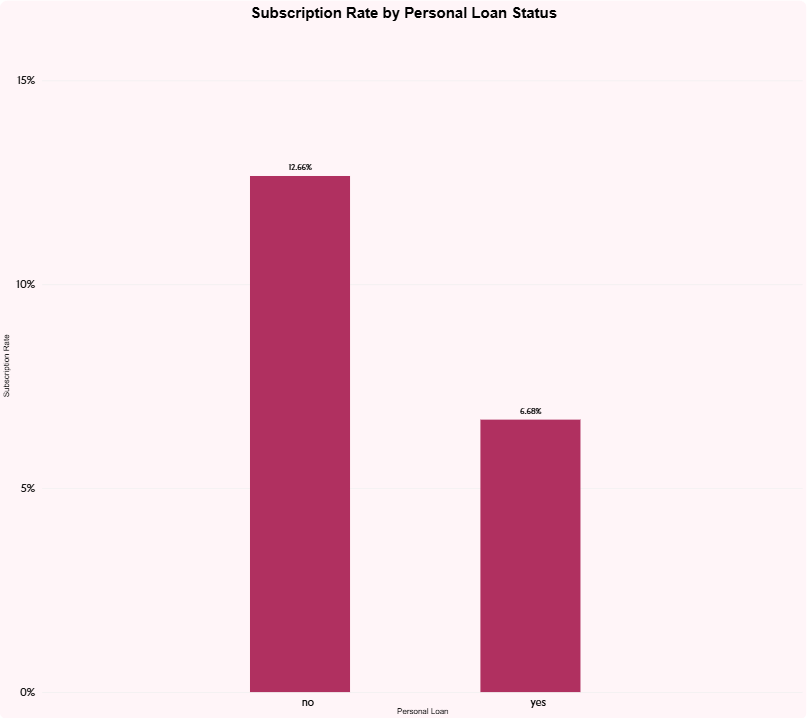 Subscription Rate by Personal Loan Status
15%
12.66%
10%
Subscription Rate
6.68%
5%
0%
no
yes
Personal Loan